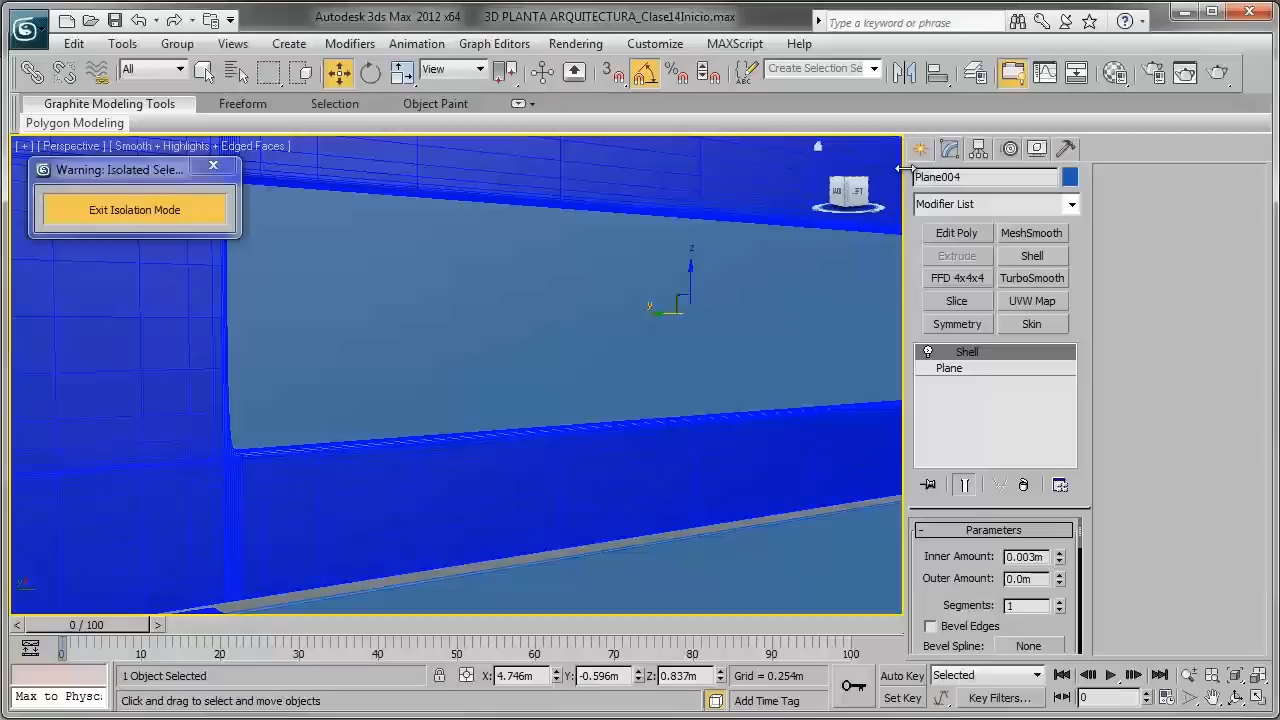 Autodesk 3ds Max 2012 x64 3D PLANTA ARQUITECTURA_Clase14Inicio.max
Type a keyword or phrase
Edit Tools Group Views Create Modifiers Animation Graph Editors Rendering Customize MAXScript Help
All View 3 ABC Create Selection Se
Graphite Modeling Tools Freeform Selection Object Paint
Polygon Modeling
[ + ] [ Perspective ] [ Smooth + Highlights + Edged Faces ]
Warning: Isolated Sele...
Exit Isolation Mode
LEFT
z
y
Plane004
Modifier List
Edit Poly MeshSmooth
Extrude Shell
FFD 4x4x4 TurboSmooth
Slice UVW Map
Symmetry Skin
Shell
Plane
- Parameters
Inner Amount: 0.003m
Outer Amount: 0.0m
Segments: 1
Bevel Edges
Bevel Spline: None
< 0 / 100 >
0 10 20 30 40 50 60 70 80 90 100
1 Object Selected X: 4.746m Y: -0.596m Z: 0.837m Grid = 0.254m Auto Key Selected
Max to Physc Click and drag to select and move objects Add Time Tag Set Key Key Filters... 0